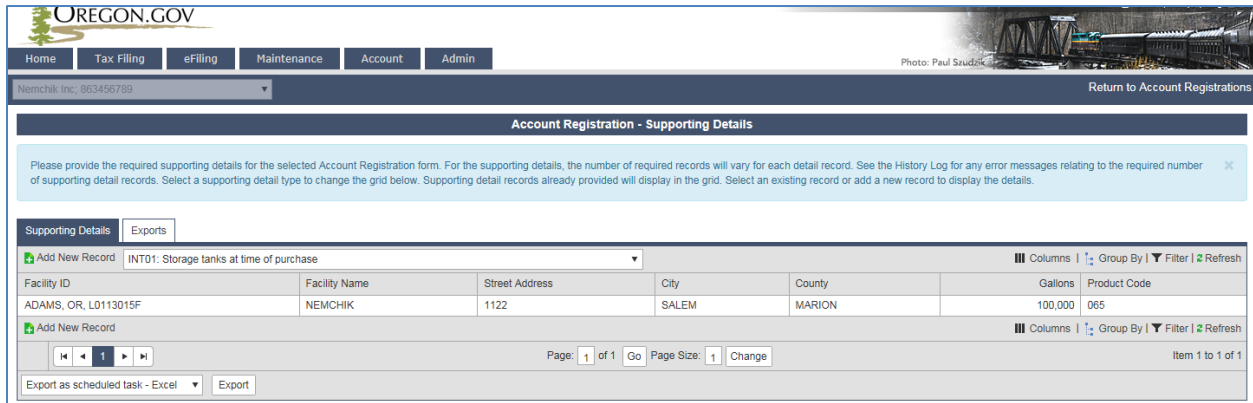 OREGON.GOV
Home Tax Filing eFiling Maintenance Account Admin
Photo: Paul Szudzik
Nemchik Inc; 863456789
Return to Account Registrations
Account Registration - Supporting Details
Please provide the required supporting details for the selected Account Registration form. For the supporting details, the number of required records will vary for each detail record. See the History Log for any error messages relating to the required number
of supporting detail records. Select a supporting detail type to change the grid below. Supporting detail records already provided will display in the grid. Select an existing record or add a new record to display the details.
Supporting Details Exports
Add New Record INT01: Storage tanks at time of purchase Columns | Group By | Filter | Refresh
Facility ID Facility Name Street Address City County Gallons Product Code
ADAMS, OR, L0113015F NEMCHIK 1122 SALEM MARION 100,000 065
Add New Record Columns | Group By | Filter | Refresh
1 Page: 1 of 1 Go Page Size: 1 Change Item 1 to 1 of 1
Export as scheduled task - Excel Export